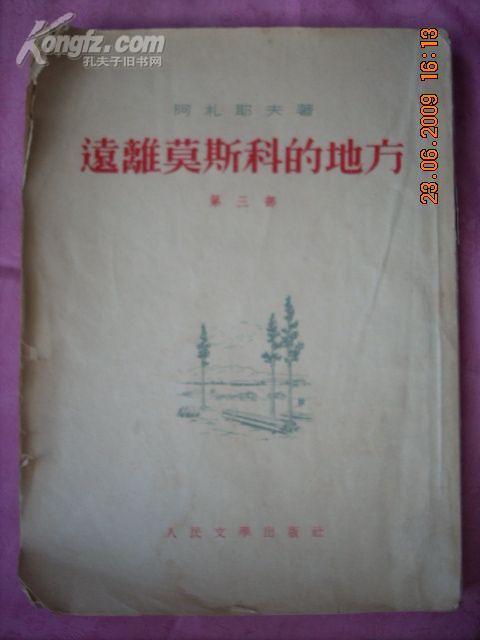 Kongfz.com
孔夫子旧书网
23.06.2009 16:13
阿札耶夫著
遠離莫斯科的地方
第三部
人民文學出版社